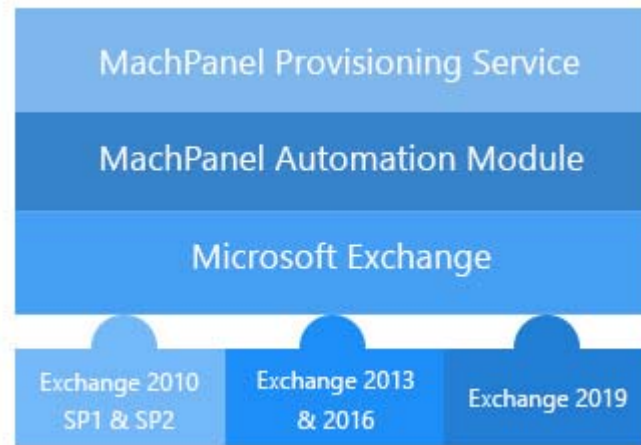 MachPanel Provisioning Service
MachPanel Automation Module
Microsoft Exchange
Exchange 2010
SP1 & SP2
Exchange 2013
& 2016
Exchange 2019